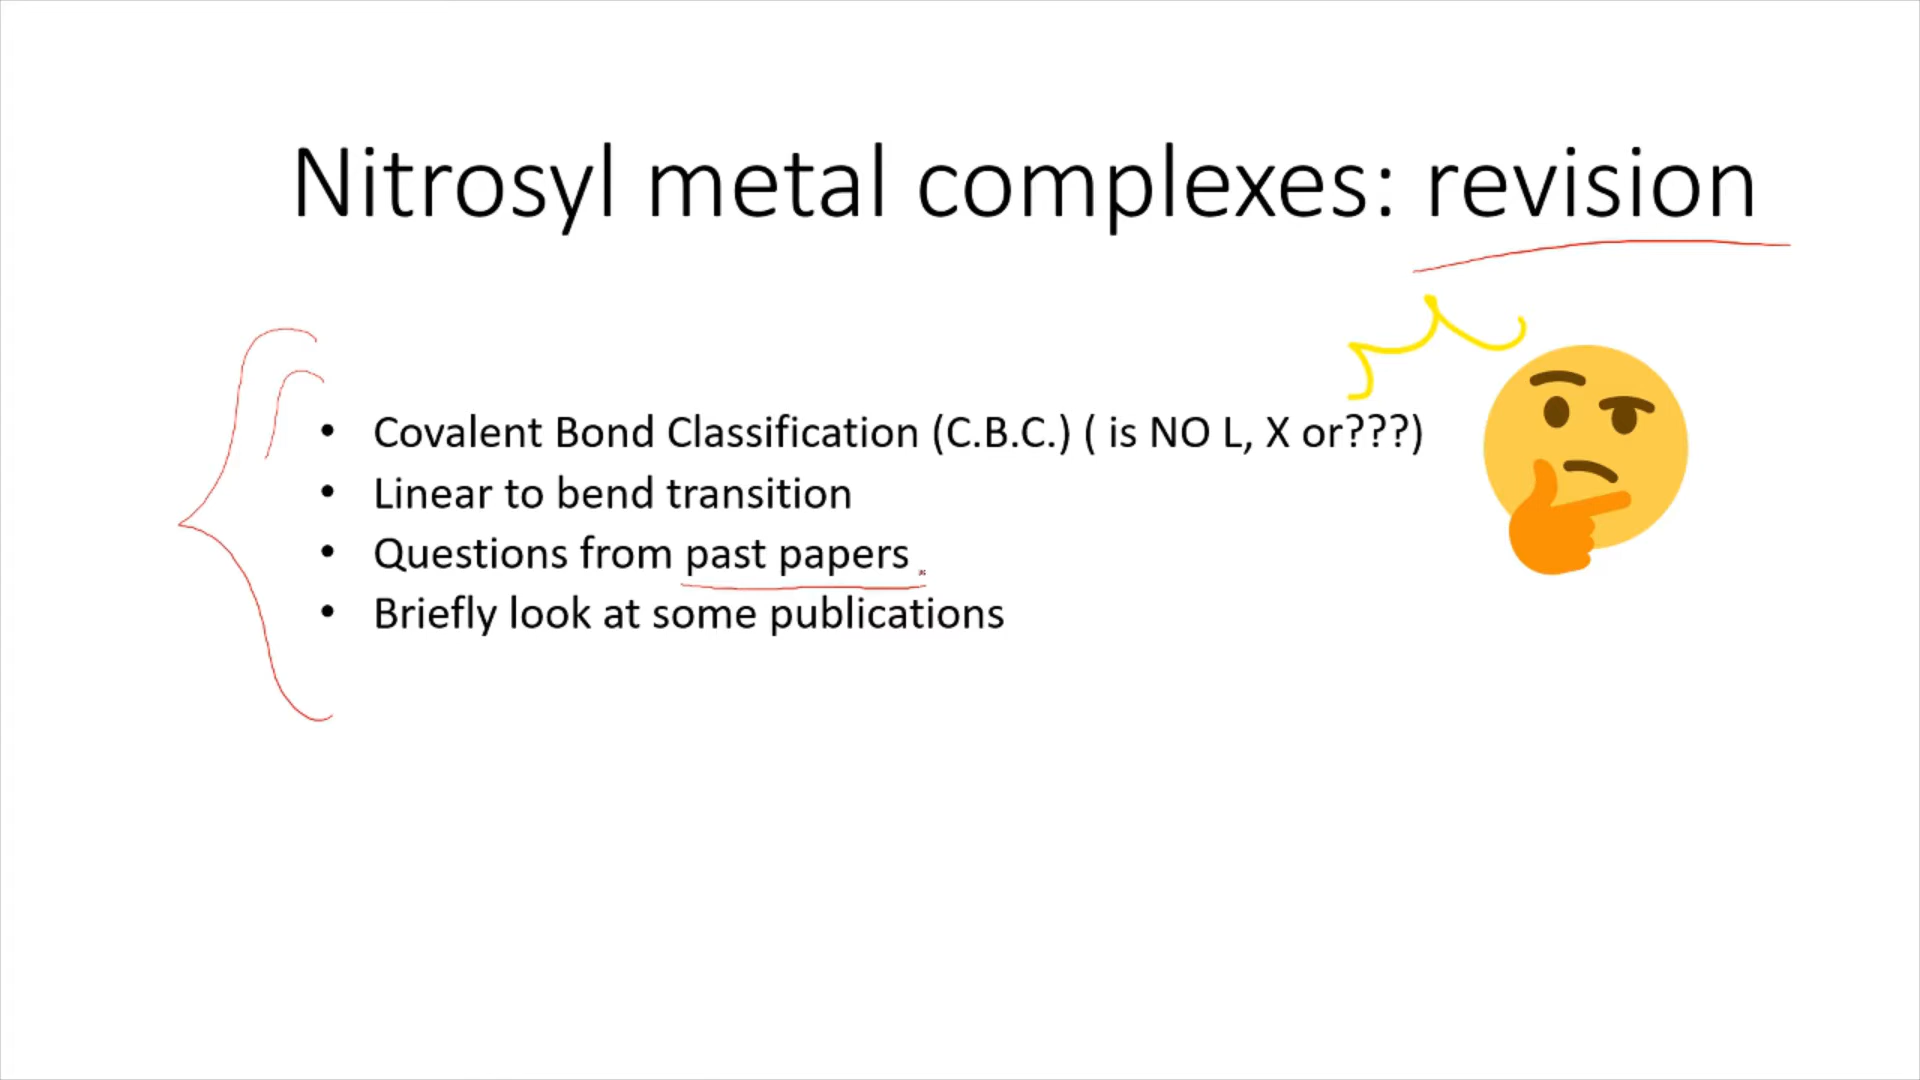 Nitrosyl metal complexes: revision
• Covalent Bond Classification (C.B.C.) ( is NO L, X or???)
• Linear to bend transition
• Questions from past papers
• Briefly look at some publications